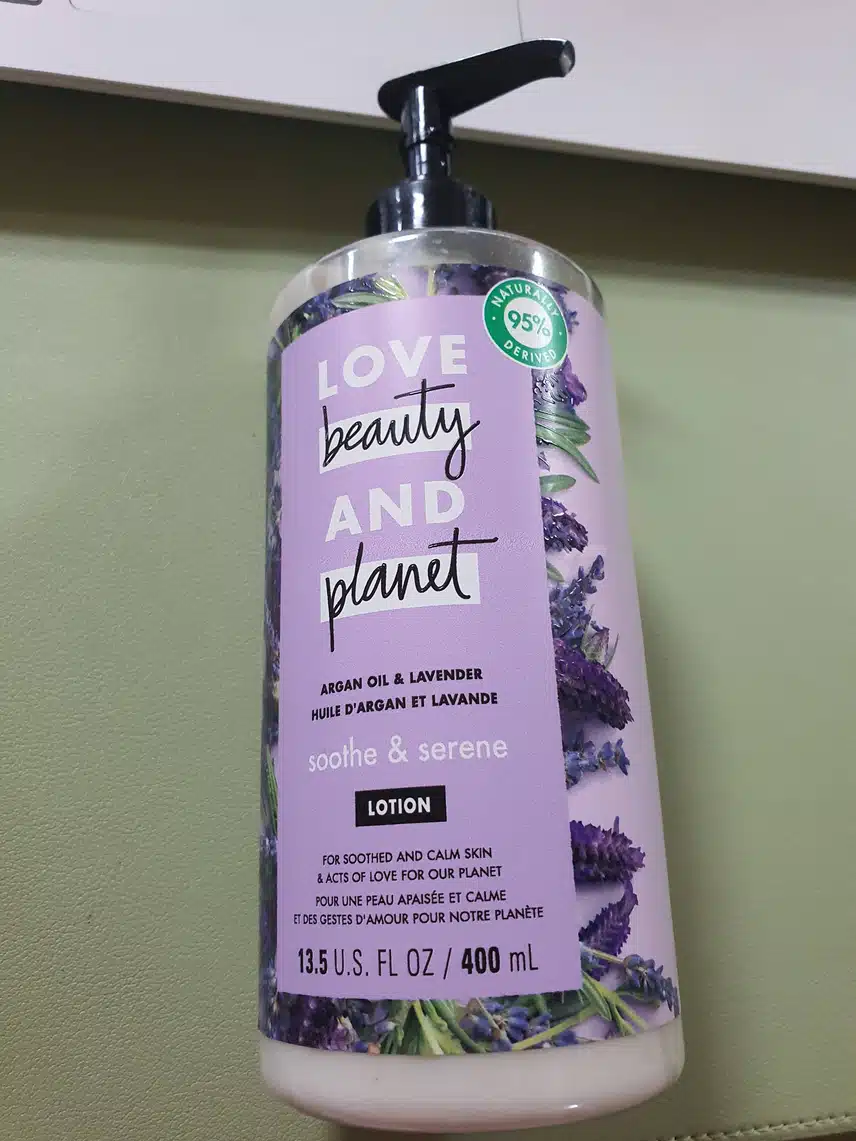 NATURALLY
95%
DERIVED
LOVE
beauty
AND
planet
ARGAN OIL & LAVENDER
HUILE D'ARGAN ET LAVANDE
soothe & serene
LOTION
FOR SOOTHED AND CALM SKIN
& ACTS OF LOVE FOR OUR PLANET
POUR UNE PEAU APAISÉE ET CALME
ET DES GESTES D'AMOUR POUR NOTRE PLANÈTE
13.5 U.S. FL OZ / 400 mL